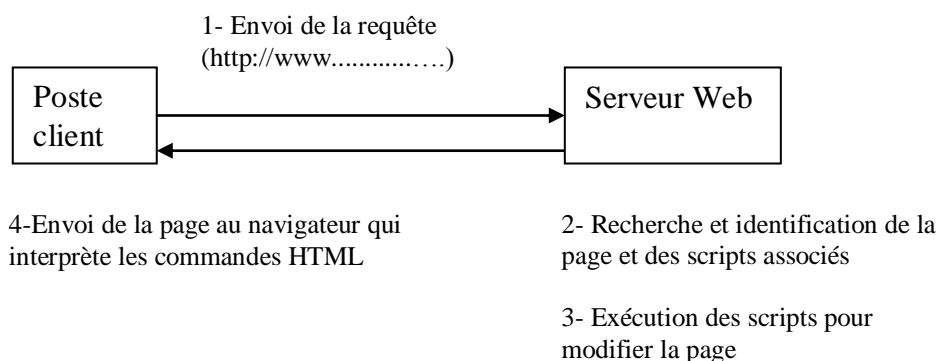 1- Envoi de la requête
(http://www................)
Poste
client
Serveur Web
4-Envoi de la page au navigateur qui
interprète les commandes HTML
2- Recherche et identification de la
page et des scripts associés
3- Exécution des scripts pour
modifier la page